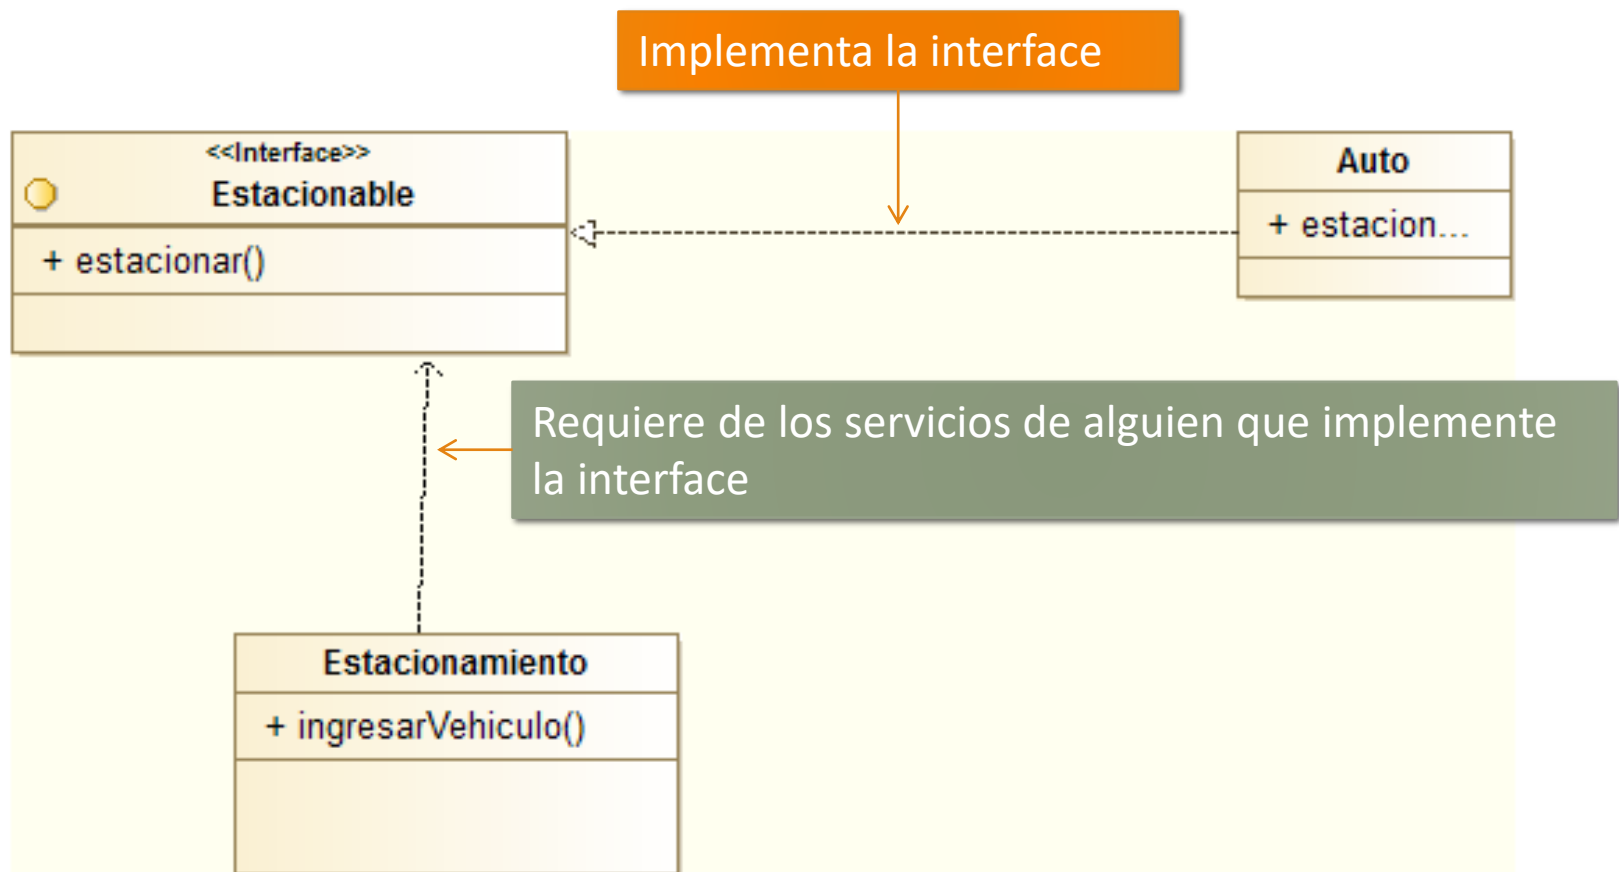 Implementa la interface
<<Interface>>
Estacionable
+ estacionar()
Auto
+ estacion...
Requiere de los servicios de alguien que implemente
la interface
Estacionamiento
+ ingresarVehiculo()